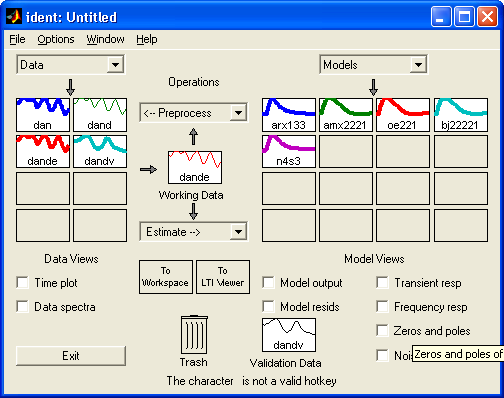 ident: Untitled
File Options Window Help
Data
Models
Operations
dan
dand
dande
dandv
<-- Preprocess
dande
Working Data
Estimate -->
arx133
amx2221
oe221
bj22221
n4s3
Data Views
Time plot
Data spectra
Exit
To
Workspace
To
LTI Viewer
Trash
Model Views
Model output
Model resids
Transient resp
Frequency resp
Zeros and poles
dandv
Validation Data
Zeros and poles of
The character is not a valid hotkey